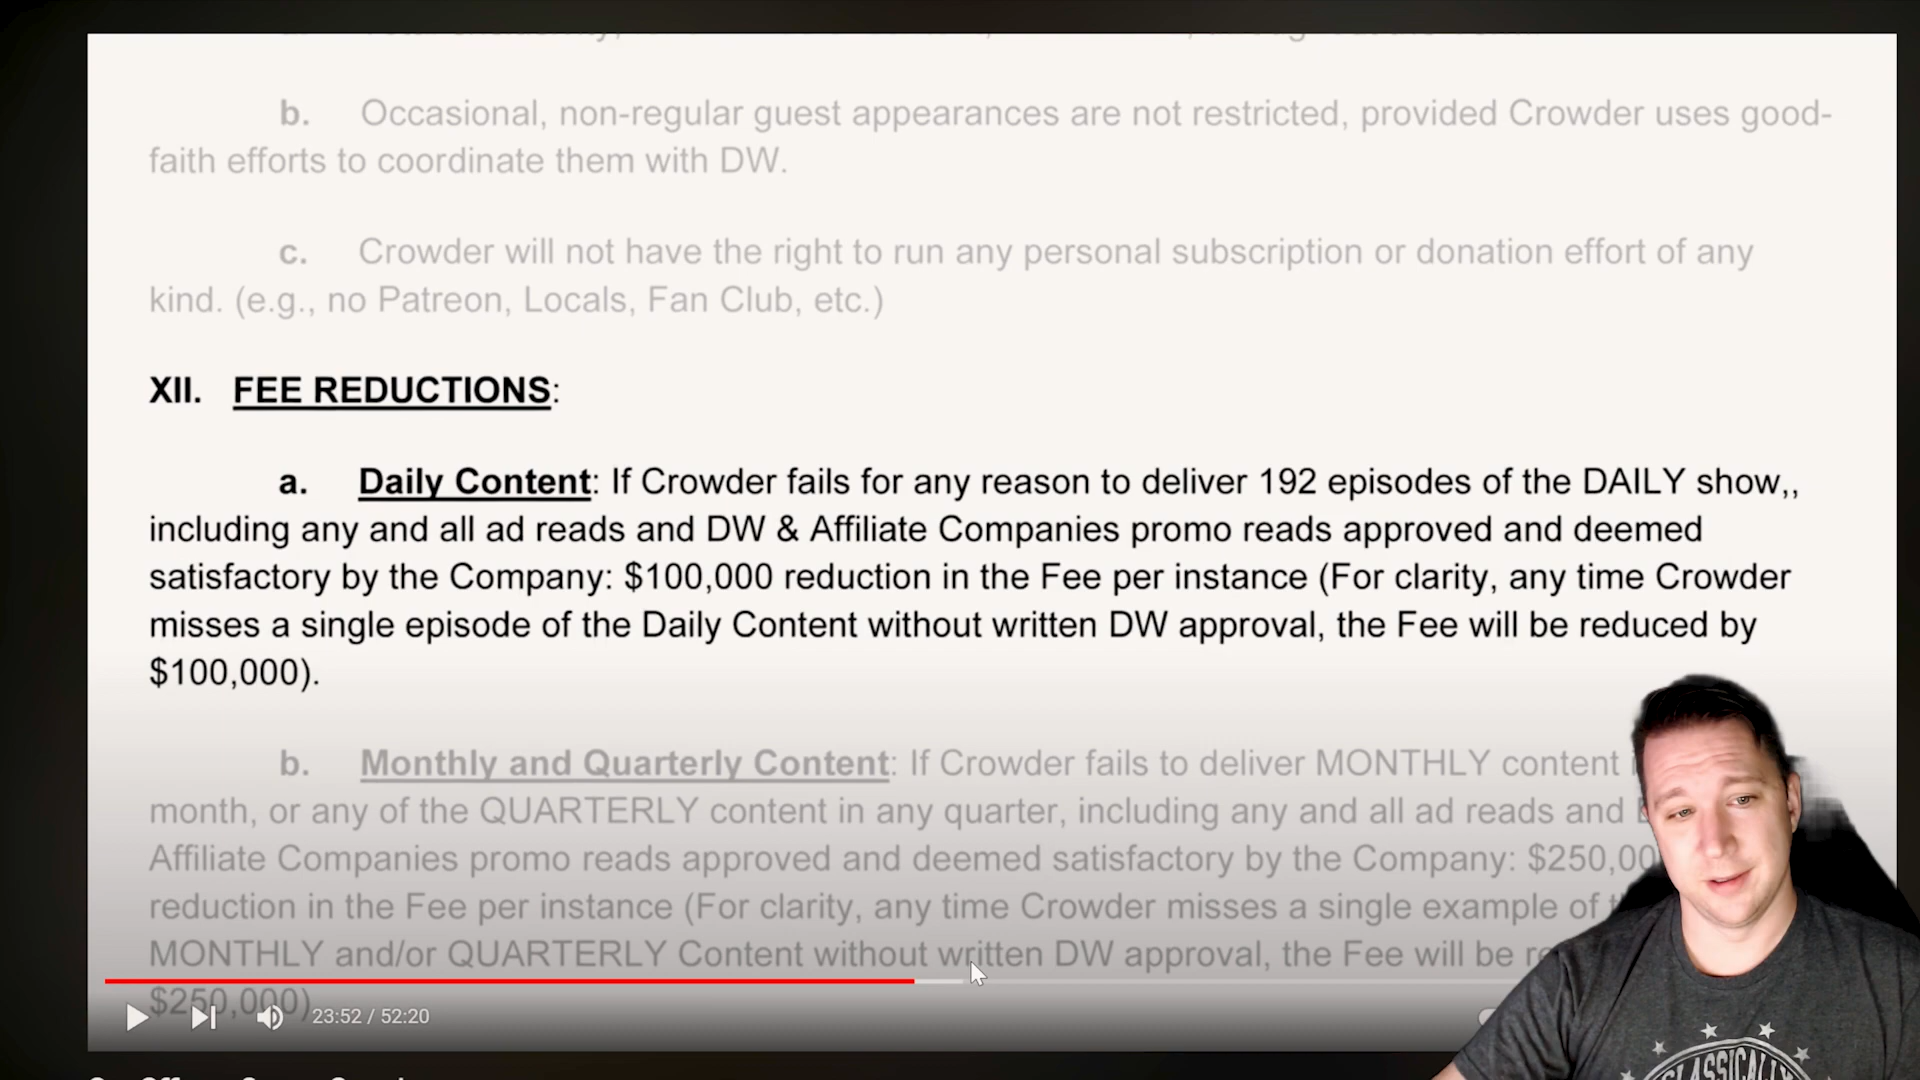 b. Occasional, non-regular guest appearances are not restricted, provided Crowder uses good-
faith efforts to coordinate them with DW.
c. Crowder will not have the right to run any personal subscription or donation effort of any
kind. (e.g., no Patreon, Locals, Fan Club, etc.)
XII. FEE REDUCTIONS:
a. Daily Content: If Crowder fails for any reason to deliver 192 episodes of the DAILY show,,
including any and all ad reads and DW & Affiliate Companies promo reads approved and deemed
satisfactory by the Company: $100,000 reduction in the Fee per instance (For clarity, any time Crowder
misses a single episode of the Daily Content without written DW approval, the Fee will be reduced by
$100,000).
b. Monthly and Quarterly Content: If Crowder fails to deliver MONTHLY content
month, or any of the QUARTERLY content in any quarter, including any and all ad reads and
Affiliate Companies promo reads approved and deemed satisfactory by the Company: $250,00
reduction in the Fee per instance (For clarity, any time Crowder misses a single example of
MONTHLY and/or QUARTERLY Content without written DW approval, the Fee will be
$250,000)
23:52 / 52:20
CLASSICALLY